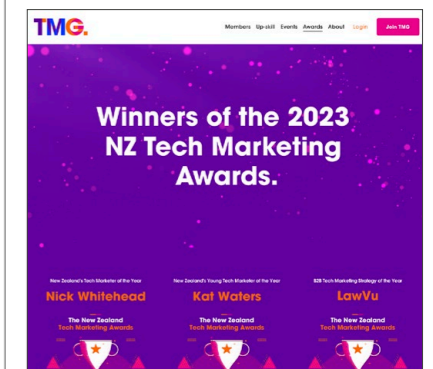 TMG.
Members Up-skill Events Awards About Login Join TMG
Winners of the 2023
NZ Tech Marketing
Awards.
New Zealand's Tech Marketer of the Year
Nick Whitehead
The New Zealand
Tech Marketing Awards
New Zealand's Young Tech Marketer of the Year
Kat Waters
The New Zealand
Tech Marketing Awards
B2B Tech Marketing Strategy of the Year
LawVu
The New Zealand
Tech Marketing Awards